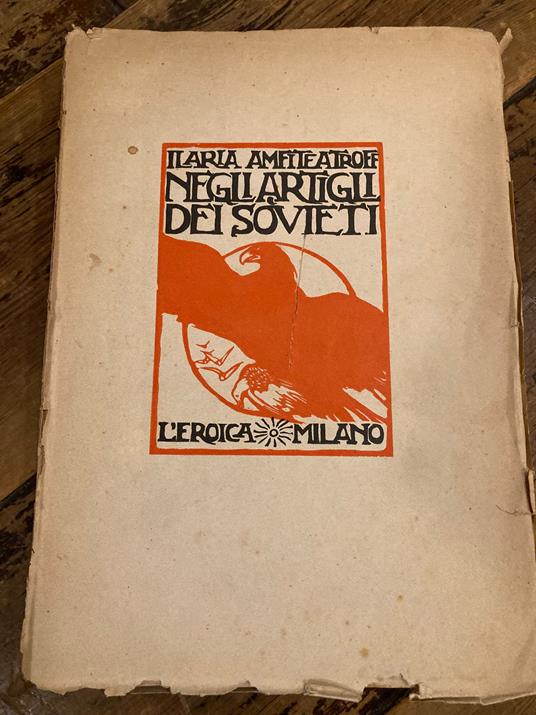 ILARIA AMFITEATROFF
NEGLI ARTIGLI
DEI SOVIETI
L'EROICA MILANO